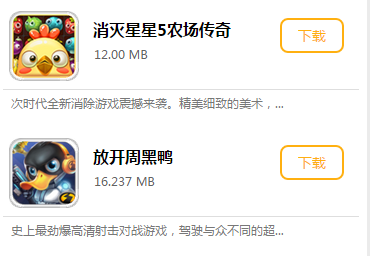 消灭星星5农场传奇
下载
12.00 MB
次时代全新消除游戏震撼来袭。精美细致的美术，...
放开周黑鸭
下载
16.237 MB
史上最劲爆高清射击对战游戏，驾驶与众不同的超...